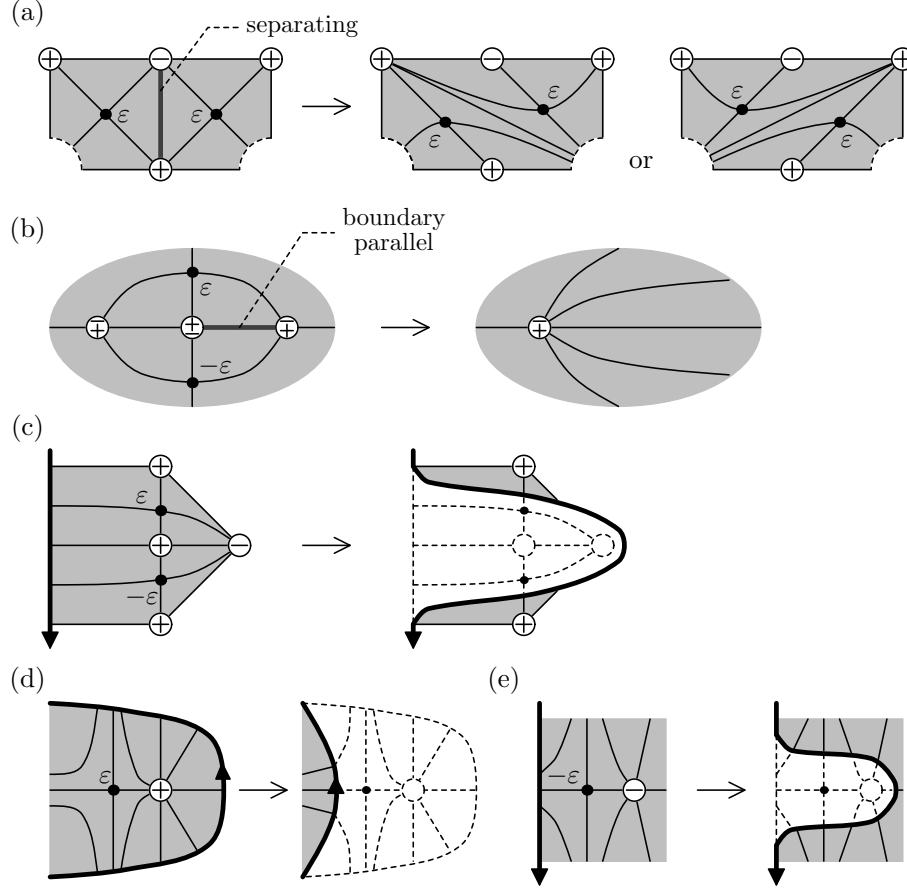 (a)
separating
+ − + + − + + − +
ε ε ε ε ε ε
+ + or +
(b)
boundary
parallel
ε
∓ ± ∓ ∓
−ε
(c)
+ +
ε
+ −
−ε
+ +
(d) (e)
ε + −ε −